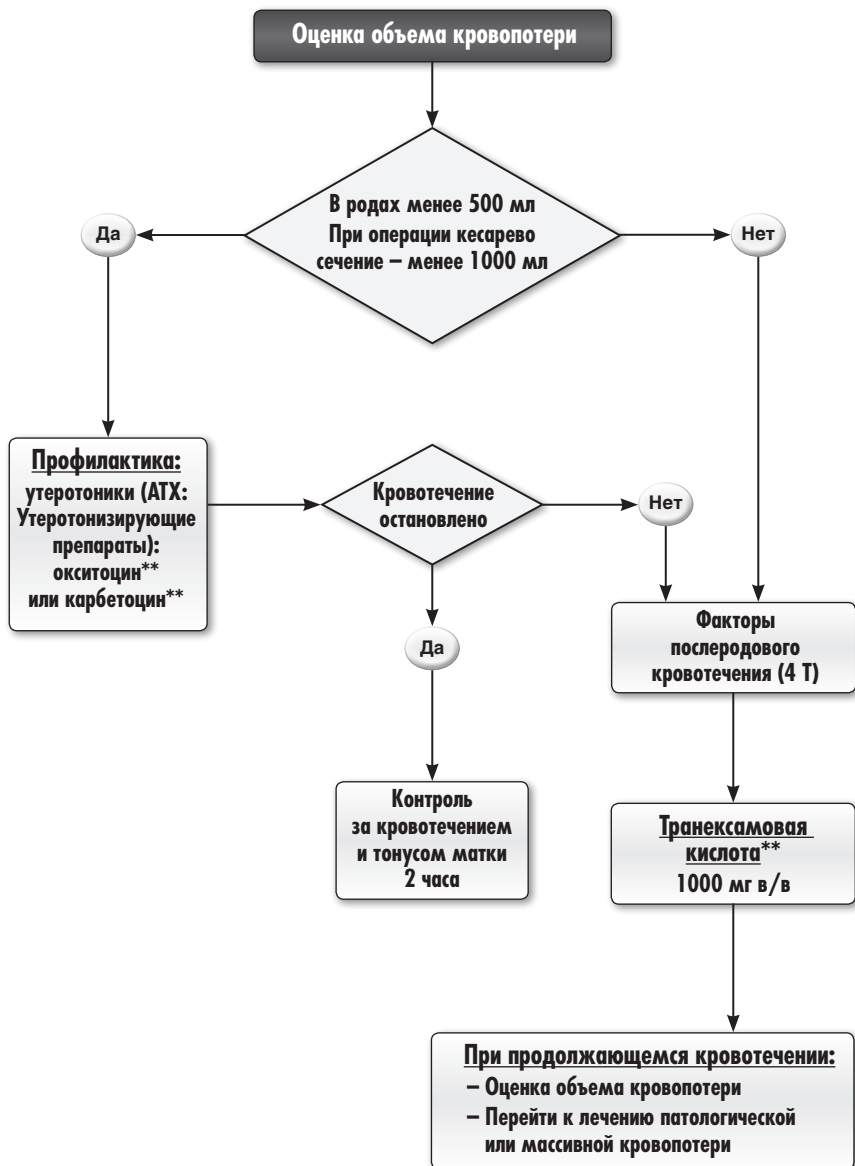 Оценка объема кровопотери
В родах менее 500 мл
При операции кесарево
сечение – менее 1000 мл
Да
Нет
Профилактика:
утеротоники (АТХ:
Утеротонизирующие
препараты):
окситоцин**
или карбетоцин**
Кровотечение
остановлено
Нет
Да
Факторы
послеродового
кровотечения (4 Т)
Контроль
за кровотечением
и тонусом матки
2 часа
Транексамовая
кислота**
1000 мг в/в
При продолжающемся кровотечении:
– Оценка объема кровопотери
– Перейти к лечению патологической
или массивной кровопотери